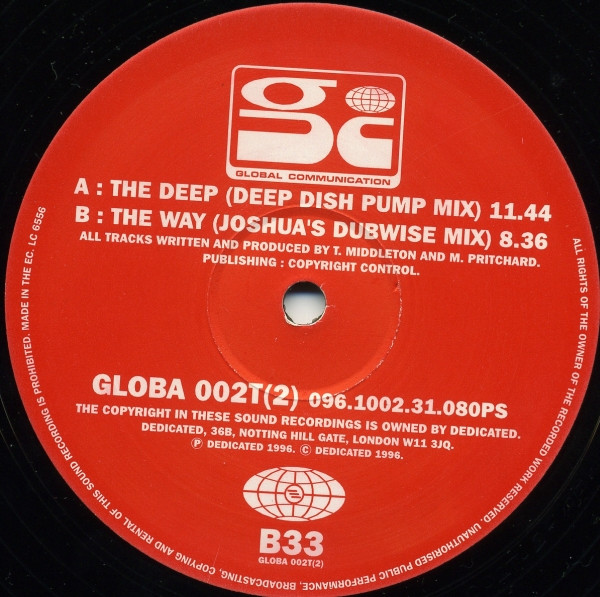 gc
GLOBAL COMMUNICATION
A : THE DEEP (DEEP DISH PUMP MIX) 11.44
B : THE WAY (JOSHUA'S DUBWISE MIX) 8.36
ALL TRACKS WRITTEN AND PRODUCED BY T. MIDDLETON AND M. PRITCHARD.
PUBLISHING : COPYRIGHT CONTROL.
GLOBA 002T(2) 096.1002.31.080PS
THE COPYRIGHT IN THESE SOUND RECORDINGS IS OWNED BY DEDICATED.
DEDICATED, 36B, NOTTING HILL GATE, LONDON W11 3JQ.
Ⓟ DEDICATED 1996. © DEDICATED 1996.
B33
GLOBA 002T(2)
ALL RIGHTS OF THE OWNER OF THE RECORDED WORK RESERVED. UNAUTHORISED PUBLIC PERFORMANCE, BROADCASTING, COPYING AND RENTAL OF THIS SOUND RECORDING IS PROHIBITED. MADE IN THE EC. LC 6556